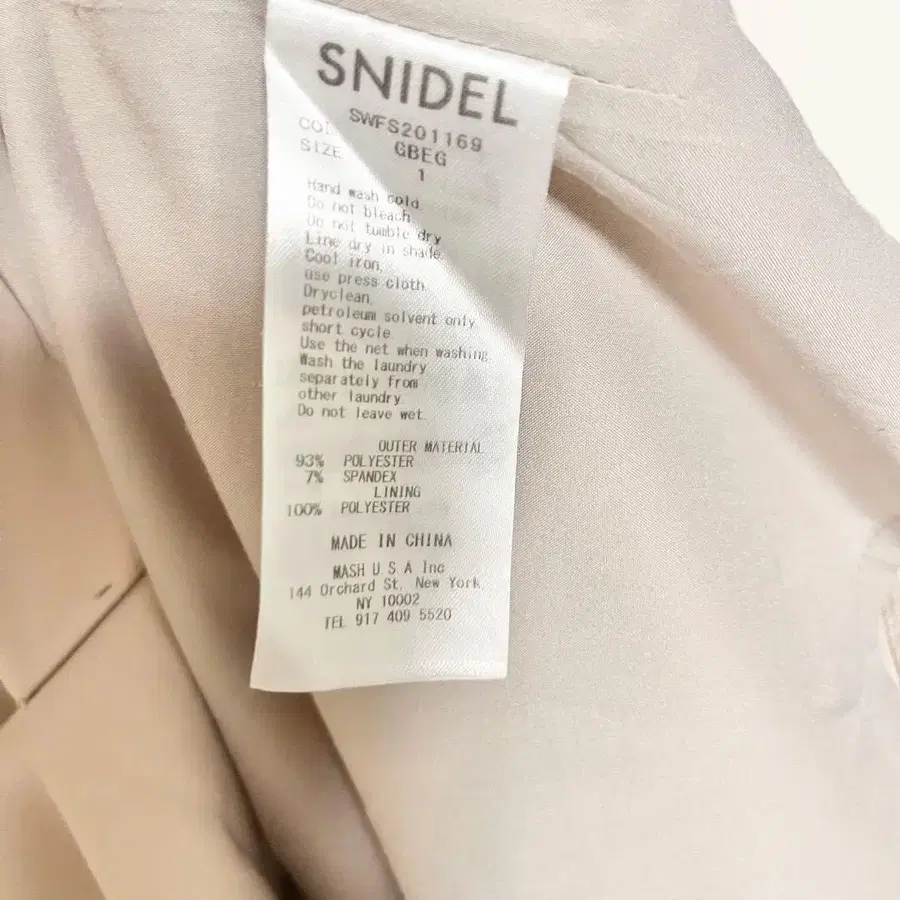 SNIDEL
SWFS201169
GBEG
SIZE 1
Hand wash cold.
Do not bleach.
Do not tumble dry
Line dry in shade.
Cool iron,
use press cloth.
Dryclean,
petroleum solvent only,
short cycle
Use the net when washing.
Wash the laundry
separately from
other laundry.
Do not leave wet.
OUTER MATERIAL
93% POLYESTER
7% SPANDEX
LINING
100% POLYESTER
MADE IN CHINA
MASH U S A Inc
144 Orchard St, New York,
NY 10002
TEL 917 409 5520